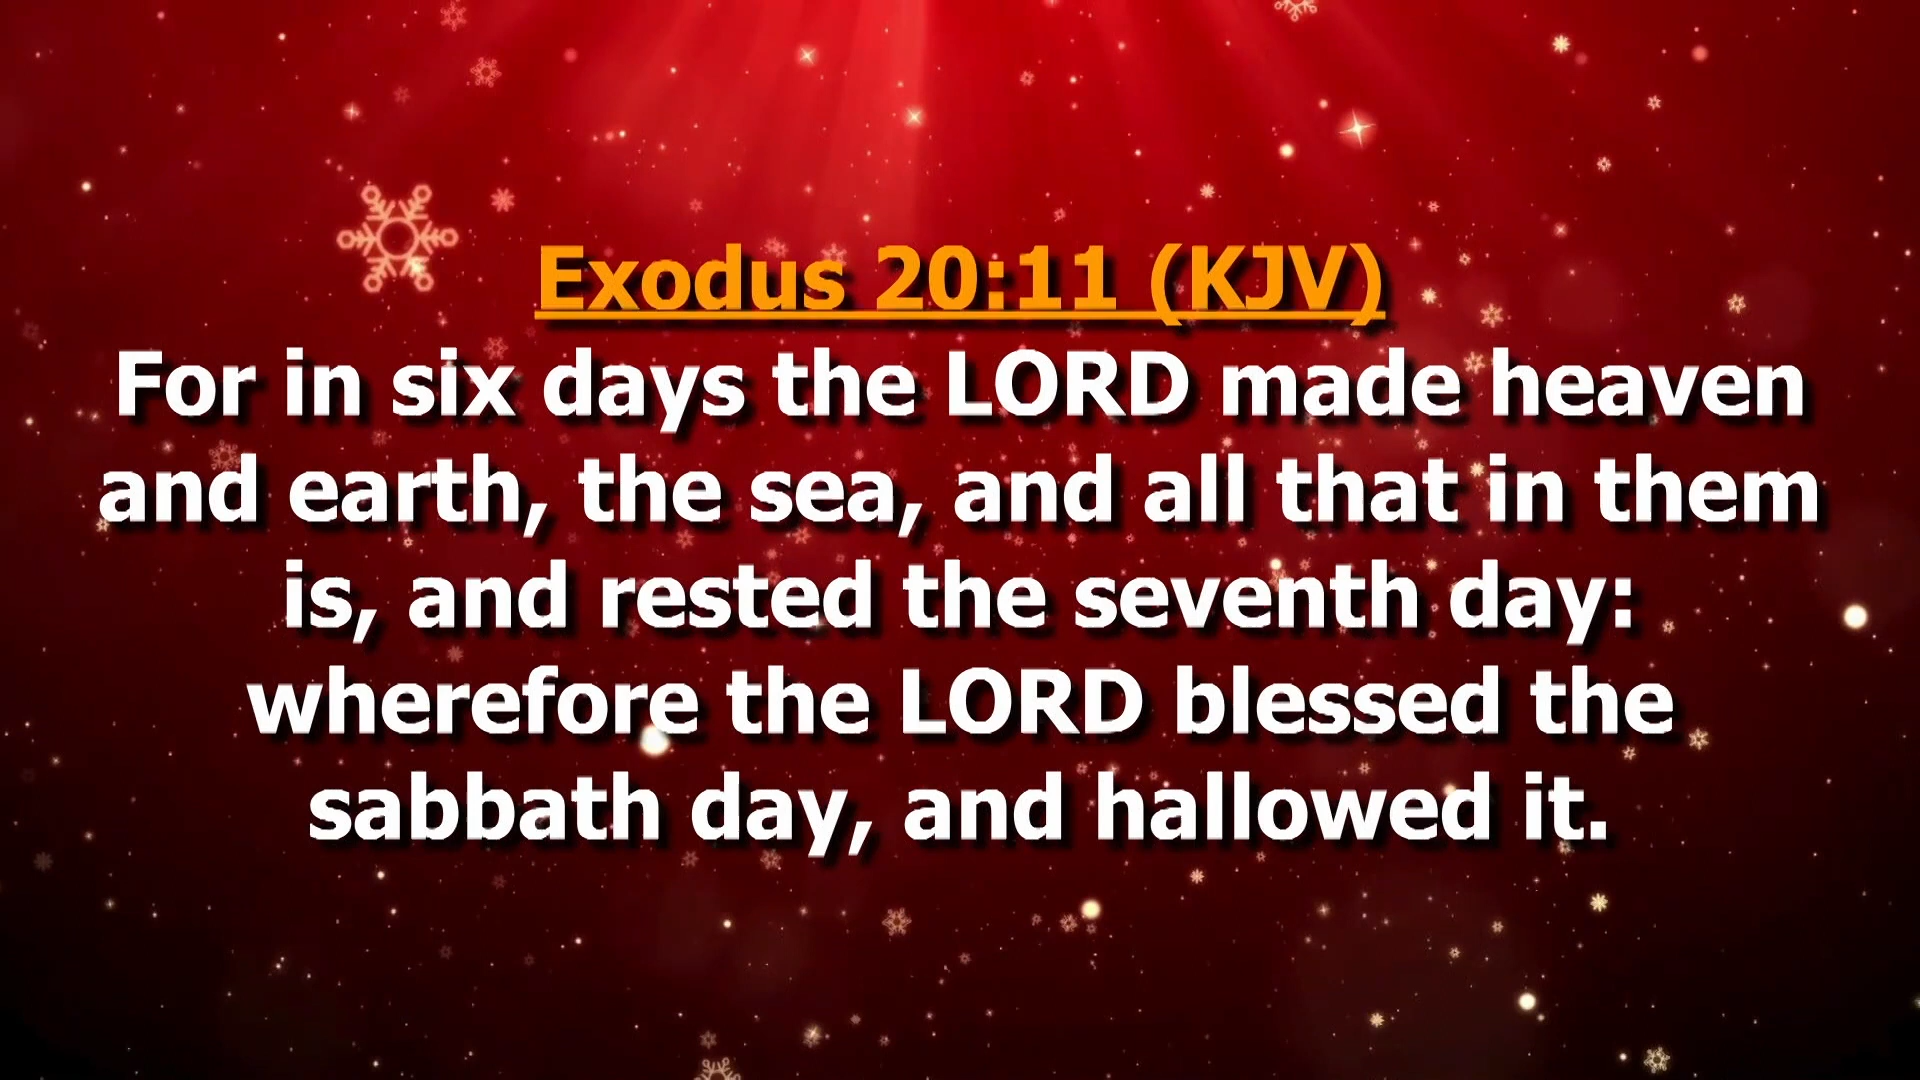 Exodus 20:11 (KJV)
For in six days the LORD made heaven
and earth, the sea, and all that in them
is, and rested the seventh day:
wherefore the LORD blessed the
sabbath day, and hallowed it.